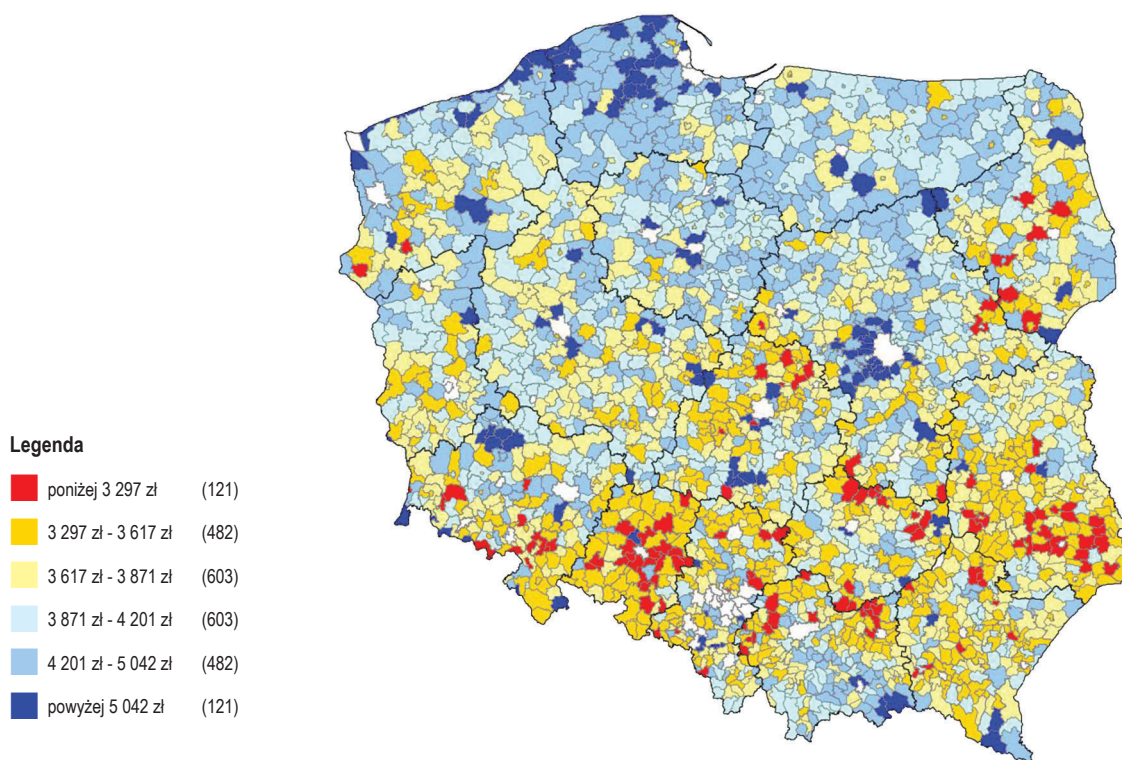 Legenda
poniżej 3 297 zł (121)
3 297 zł - 3 617 zł (482)
3 617 zł - 3 871 zł (603)
3 871 zł - 4 201 zł (603)
4 201 zł - 5 042 zł (482)
powyżej 5 042 zł (121)